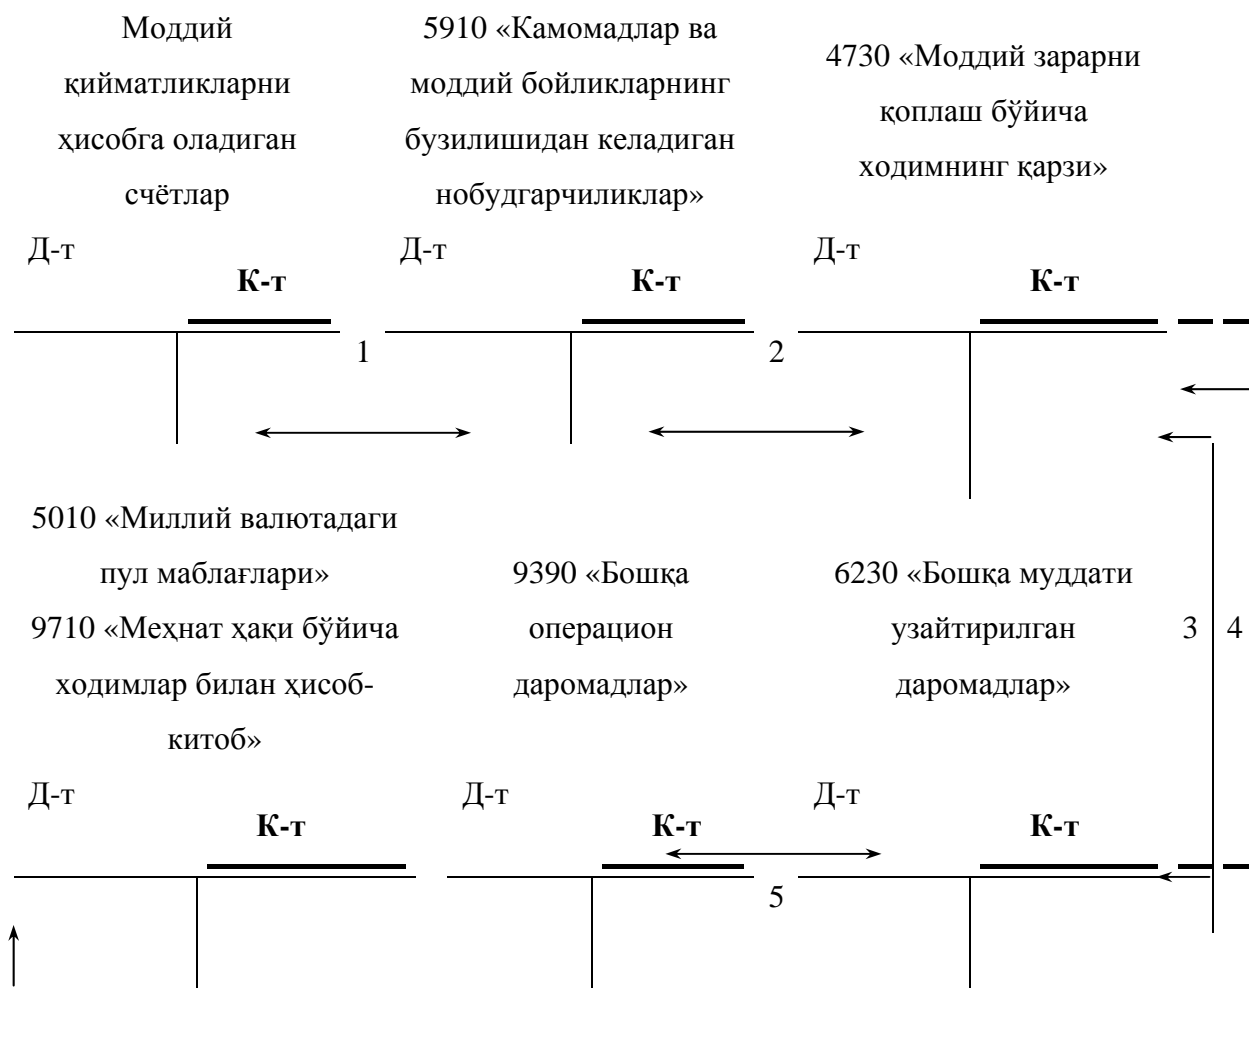 Моддий
қийматликларни
ҳисобга оладиган
счётлар
5910 «Камомадлар ва
моддий бойликларнинг
бузилишидан келадиган
нобудгарчиликлар»
4730 «Моддий зарарни
қоплаш бўйича
ходимнинг қарзи»
Д-т
К-т
Д-т
К-т
Д-т
К-т
1
2
5010 «Миллий валютадаги
пул маблағлари»
9710 «Меҳнат ҳақи бўйича
ходимлар билан ҳисоб-
китоб»
9390 «Бошқа
операцион
даромадлар»
6230 «Бошқа муддати
узайтирилган
даромадлар»
3
4
Д-т
К-т
Д-т
К-т
Д-т
К-т
5